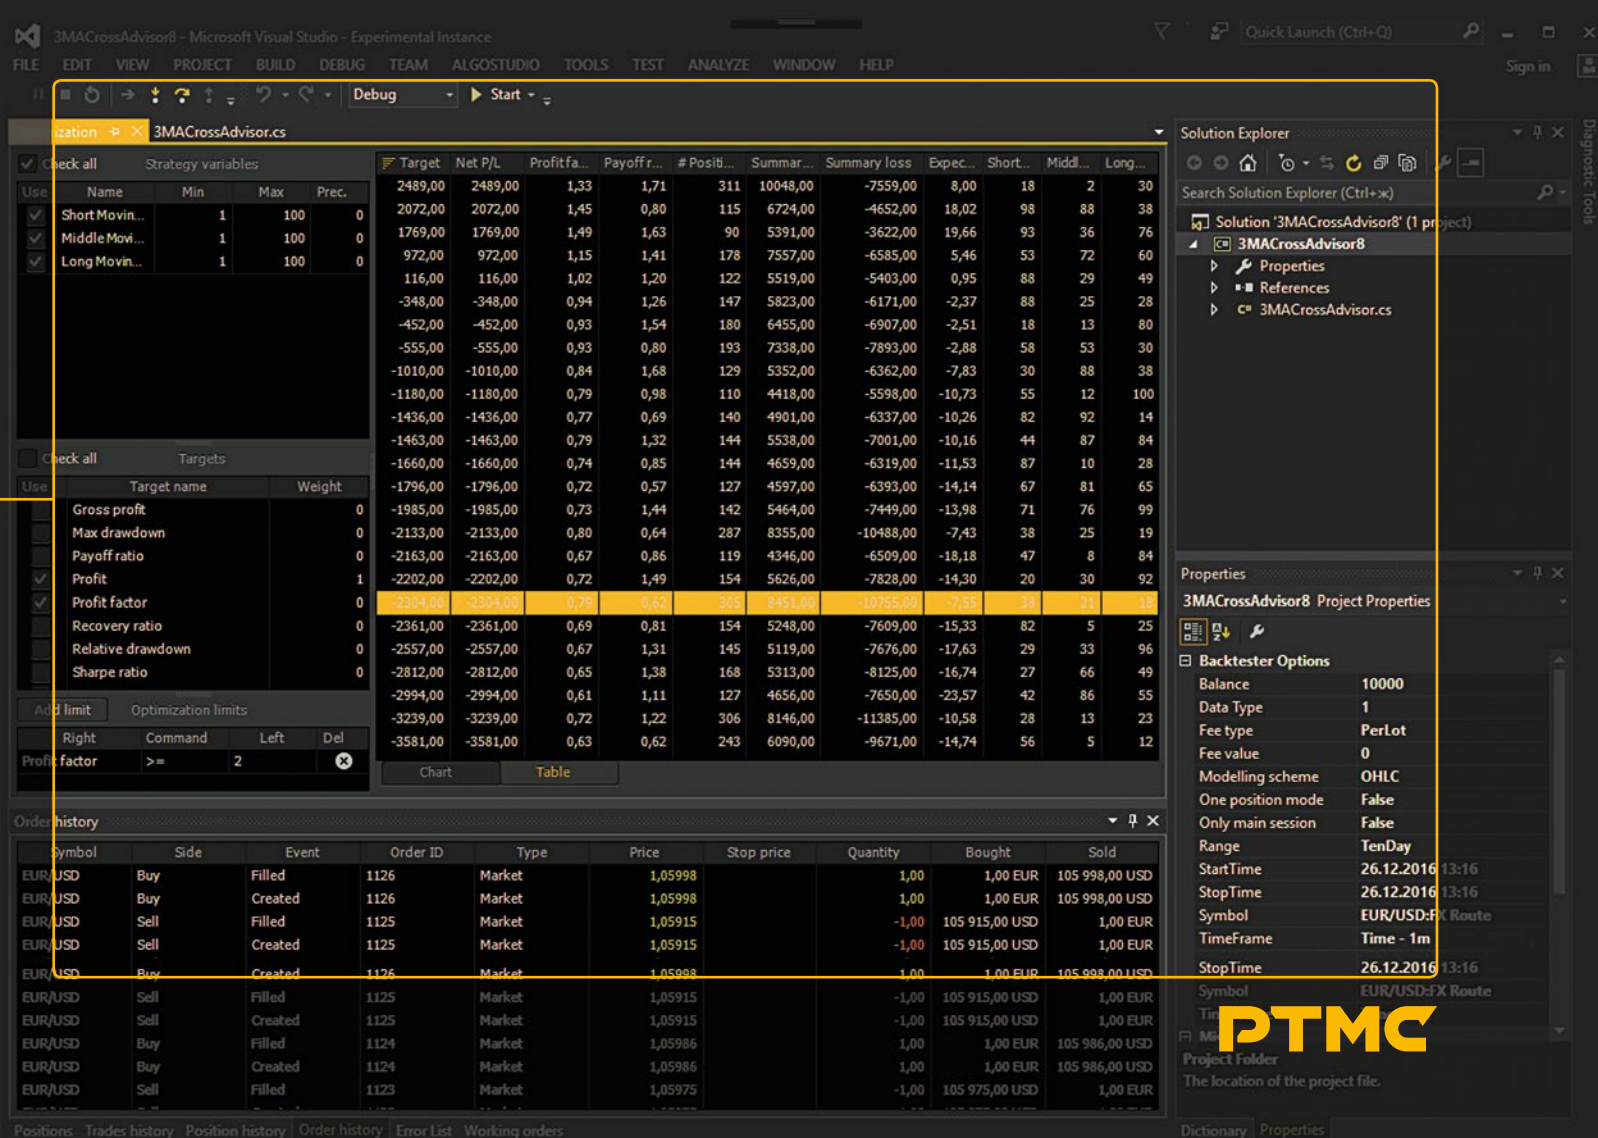 3MACrossAdvisor8 - Microsoft Visual Studio - Experimental Instance
Quick Launch (Ctrl+Q)
FILE EDIT VIEW PROJECT BUILD DEBUG TEAM ALGOSTUDIO TOOLS TEST ANALYZE WINDOW HELP
Sign in
Debug Start
ization 3MACrossAdvisor.cs
Check all Strategy variables
Use Name Min Max Prec.
Short Movin... 1 100 0
Middle Movi... 1 100 0
Long Movin... 1 100 0
Check all Targets
Use Target name Weight
Gross profit 0
Max drawdown 0
Payoff ratio 0
Profit 1
Profit factor 0
Recovery ratio 0
Relative drawdown 0
Sharpe ratio 0
Add limit Optimization limits
Right Command Left Del
Profit factor >= 2
Target Net P/L Profit fa... Payoff r... # Positi... Summar... Summary loss Expec... Short... Middl... Long...
2489,00 2489,00 1,33 1,71 311 10048,00 -7559,00 8,00 18 2 30
2072,00 2072,00 1,45 0,80 115 6724,00 -4652,00 18,02 98 88 38
1769,00 1769,00 1,49 1,63 90 5391,00 -3622,00 19,66 93 36 76
972,00 972,00 1,15 1,41 178 7557,00 -6585,00 5,46 53 72 60
116,00 116,00 1,02 1,20 122 5519,00 -5403,00 0,95 88 29 49
-348,00 -348,00 0,94 1,26 147 5823,00 -6171,00 -2,37 88 25 28
-452,00 -452,00 0,93 1,54 180 6455,00 -6907,00 -2,51 18 13 80
-555,00 -555,00 0,93 0,80 193 7338,00 -7893,00 -2,88 58 53 30
-1010,00 -1010,00 0,84 1,68 129 5352,00 -6362,00 -7,83 30 88 38
-1180,00 -1180,00 0,79 0,98 110 4418,00 -5598,00 -10,73 55 12 100
-1436,00 -1436,00 0,77 0,69 140 4901,00 -6337,00 -10,26 82 92 14
-1463,00 -1463,00 0,79 1,32 144 5538,00 -7001,00 -10,16 44 87 84
-1660,00 -1660,00 0,74 0,85 144 4659,00 -6319,00 -11,53 87 10 28
-1796,00 -1796,00 0,72 0,57 127 4597,00 -6393,00 -14,14 67 81 65
-1985,00 -1985,00 0,73 1,44 142 5464,00 -7449,00 -13,98 71 76 99
-2133,00 -2133,00 0,80 0,64 287 8355,00 -10488,00 -7,43 38 25 19
-2163,00 -2163,00 0,67 0,86 119 4346,00 -6509,00 -18,18 47 8 84
-2202,00 -2202,00 0,72 1,49 154 5626,00 -7828,00 -14,30 20 30 92
-2304,00 -2304,00 0,79 0,62 305 8451,00 -10755,00 -7,55 38 21 18
-2361,00 -2361,00 0,69 0,81 154 5248,00 -7609,00 -15,33 82 5 25
-2557,00 -2557,00 0,67 1,31 145 5119,00 -7676,00 -17,63 29 33 96
-2812,00 -2812,00 0,65 1,38 168 5313,00 -8125,00 -16,74 27 66 49
-2994,00 -2994,00 0,61 1,11 127 4656,00 -7650,00 -23,57 42 86 55
-3239,00 -3239,00 0,72 1,22 306 8146,00 -11385,00 -10,58 28 13 23
-3581,00 -3581,00 0,63 0,62 243 6090,00 -9671,00 -14,74 56 5 12
Chart Table
Order history
Symbol Side Event Order ID Type Price Stop price Quantity Bought Sold
EUR/USD Buy Filled 1126 Market 1,05998 1,00 1,00 EUR 105 998,00 USD
EUR/USD Buy Created 1126 Market 1,05998 1,00 1,00 EUR 105 998,00 USD
EUR/USD Sell Filled 1125 Market 1,05915 -1,00 105 915,00 USD 1,00 EUR
EUR/USD Sell Created 1125 Market 1,05915 -1,00 105 915,00 USD 1,00 EUR
EUR/USD Buy Created 1126 Market 1,05998 1,00 1,00 EUR 105 998,00 USD
EUR/USD Sell Filled 1125 Market 1,05915 -1,00 105 915,00 USD 1,00 EUR
EUR/USD Sell Created 1125 Market 1,05915 -1,00 105 915,00 USD 1,00 EUR
EUR/USD Buy Filled 1124 Market 1,05986 1,00 1,00 EUR 105 986,00 USD
EUR/USD Buy Created 1124 Market 1,05986 1,00 1,00 EUR 105 986,00 USD
EUR/USD Sell Filled 1123 Market 1,05975 -1,00 105 975,00 USD 1,00 EUR
Positions Trades history Position history Order history Error List Working orders
Solution Explorer
Search Solution Explorer (Ctrl+ж)
Solution '3MACrossAdvisor8' (1 project)
3MACrossAdvisor8
Properties
References
C# 3MACrossAdvisor.cs
Diagnostic Tools
Properties
3MACrossAdvisor8 Project Properties
Backtester Options
Balance 10000
Data Type 1
Fee type PerLot
Fee value 0
Modelling scheme OHLC
One position mode False
Only main session False
Range TenDay
StartTime 26.12.2016 13:16
StopTime 26.12.2016 13:16
Symbol EUR/USD:FX Route
TimeFrame Time - 1m
StopTime 26.12.2016 13:16
Symbol EUR/USD:FX Route
PTMC
Project Folder
The location of the project file.
Dictionary Properties